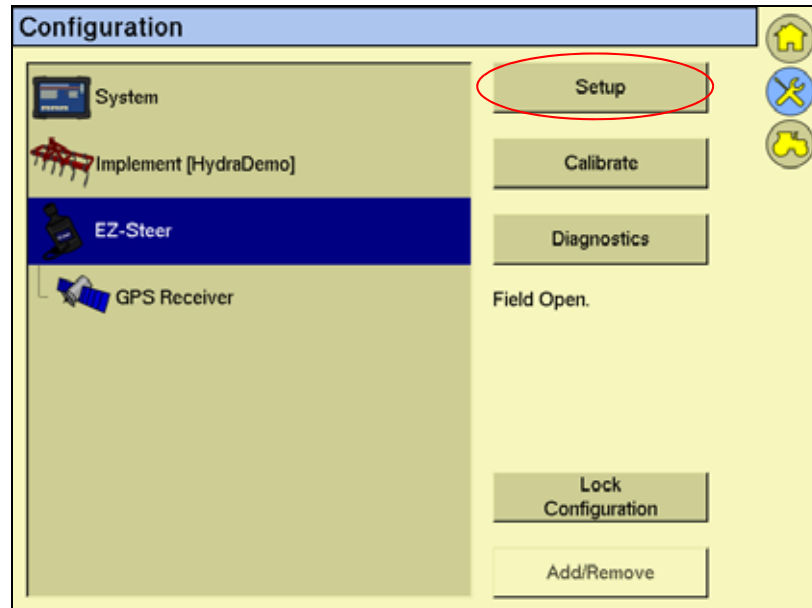 Configuration
System
Implement [HydraDemo]
EZ-Steer
GPS Receiver
Setup
Calibrate
Diagnostics
Field Open.
Lock
Configuration
Add/Remove